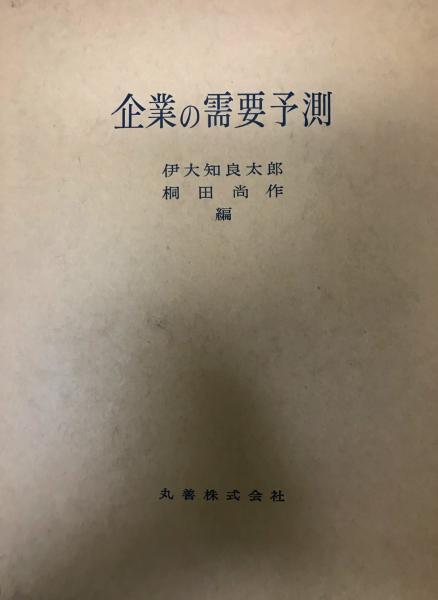 企業の需要予測
伊大知良太郎
桐田尚作
編
丸善株式会社